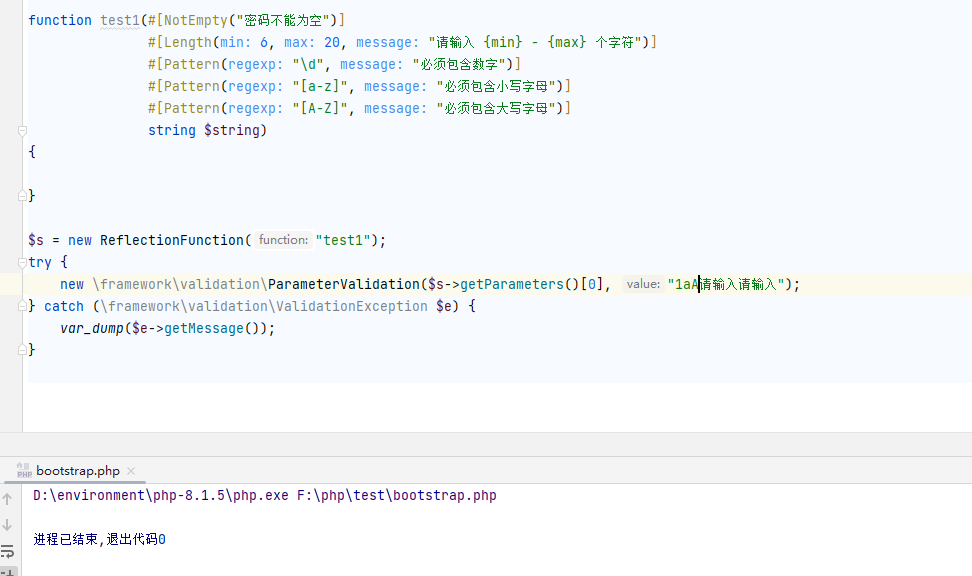 function test1(#[NotEmpty("密码不能为空")]
#[Length(min: 6, max: 20, message: "请输入 {min} - {max} 个字符")]
#[Pattern(regexp: "\d", message: "必须包含数字")]
#[Pattern(regexp: "[a-z]", message: "必须包含小写字母")]
#[Pattern(regexp: "[A-Z]", message: "必须包含大写字母")]
string $string)
{
}
$s = new ReflectionFunction( function: "test1");
try {
new \framework\validation\ParameterValidation($s->getParameters()[0], value: "1aA请输入请输入");
} catch (\framework\validation\ValidationException $e) {
var_dump($e->getMessage());
}
PHP bootstrap.php
D:\environment\php-8.1.5\php.exe F:\php\test\bootstrap.php
进程已结束,退出代码0